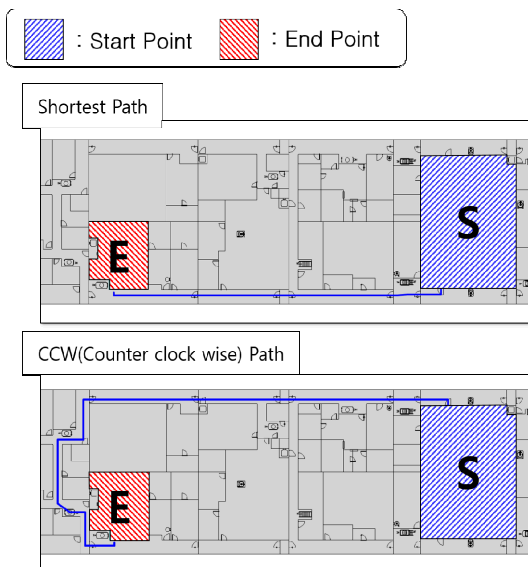 : Start Point : End Point
Shortest Path
E S
CCW(Counter clock wise) Path
E S